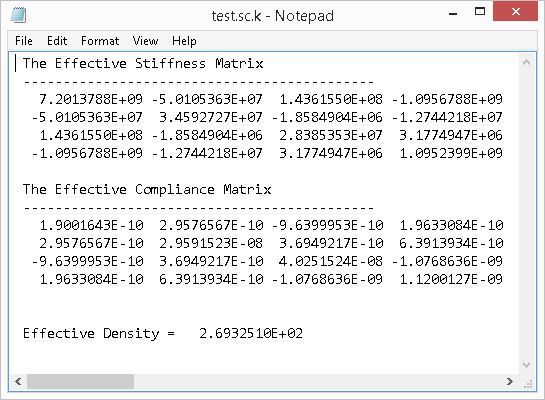 test.sc.k - Notepad
File Edit Format View Help
The Effective Stiffness Matrix
-----------------------------------------
7.2013788E+09 -5.0105363E+07 1.4361550E+08 -1.0956788E+09
-5.0105363E+07 3.4592727E+07 -1.8584904E+06 -1.2744218E+07
1.4361550E+08 -1.8584904E+06 2.8385353E+07 3.1774947E+06
-1.0956788E+09 -1.2744218E+07 3.1774947E+06 1.0952399E+09
The Effective Compliance Matrix
-----------------------------------------
1.9001643E-10 2.9576567E-10 -9.6399953E-10 1.9633084E-10
2.9576567E-10 2.9591523E-08 3.6949217E-10 6.3913934E-10
-9.6399953E-10 3.6949217E-10 4.0251524E-08 -1.0768636E-09
1.9633084E-10 6.3913934E-10 -1.0768636E-09 1.1200127E-09
Effective Density = 2.6932510E+02